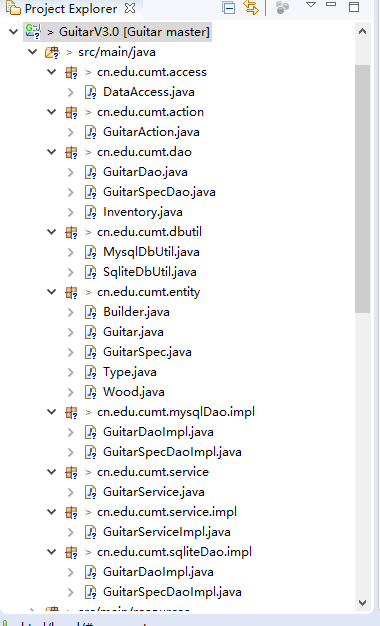 Project Explorer
> GuitarV3.0 [Guitar master]
src/main/java
> cn.edu.cumt.access
> DataAccess.java
> cn.edu.cumt.action
> GuitarAction.java
> cn.edu.cumt.dao
> GuitarDao.java
> GuitarSpecDao.java
> Inventory.java
> cn.edu.cumt.dbutil
> MysqlDbUtil.java
> SqliteDbUtil.java
> cn.edu.cumt.entity
> Builder.java
> Guitar.java
> GuitarSpec.java
> Type.java
> Wood.java
> cn.edu.cumt.mysqlDao.impl
> GuitarDaoImpl.java
> GuitarSpecDaoImpl.java
> cn.edu.cumt.service
> GuitarService.java
> cn.edu.cumt.service.impl
> GuitarServiceImpl.java
> cn.edu.cumt.sqliteDao.impl
> GuitarDaoImpl.java
> GuitarSpecDaoImpl.java
> src/main/resources